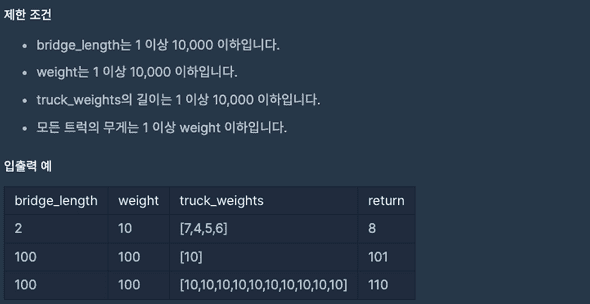 제한 조건
• bridge_length는 1 이상 10,000 이하입니다.
• weight는 1 이상 10,000 이하입니다.
• truck_weights의 길이는 1 이상 10,000 이하입니다.
• 모든 트럭의 무게는 1 이상 weight 이하입니다.
입출력 예
bridge_length weight truck_weights return
2 10 [7,4,5,6] 8
100 100 [10] 101
100 100 [10,10,10,10,10,10,10,10,10,10] 110